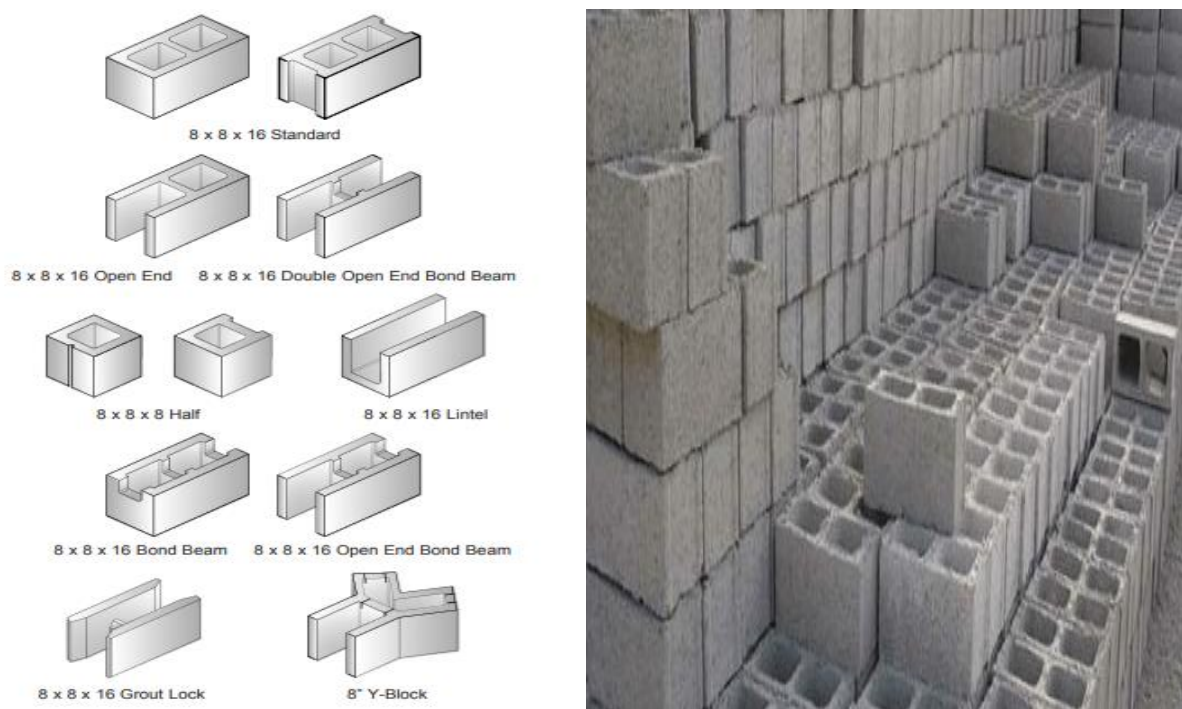 8 x 8 x 16 Standard
8 x 8 x 16 Open End
8 x 8 x 16 Double Open End Bond Beam
8 x 8 x 8 Half
8 x 8 x 16 Lintel
8 x 8 x 16 Bond Beam
8 x 8 x 16 Open End Bond Beam
8 x 8 x 16 Grout Lock
8" Y-Block